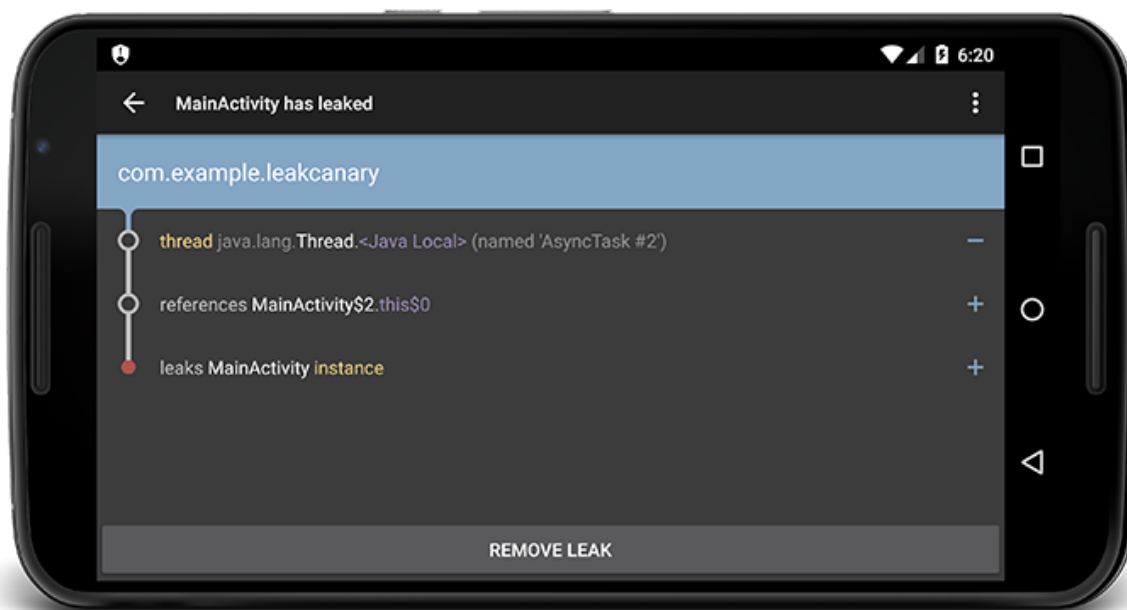 6:20
MainActivity has leaked
com.example.leakcanary
thread java.lang.Thread.<Java Local> (named 'AsyncTask #2')
references MainActivity$2.this$0
leaks MainActivity instance
REMOVE LEAK